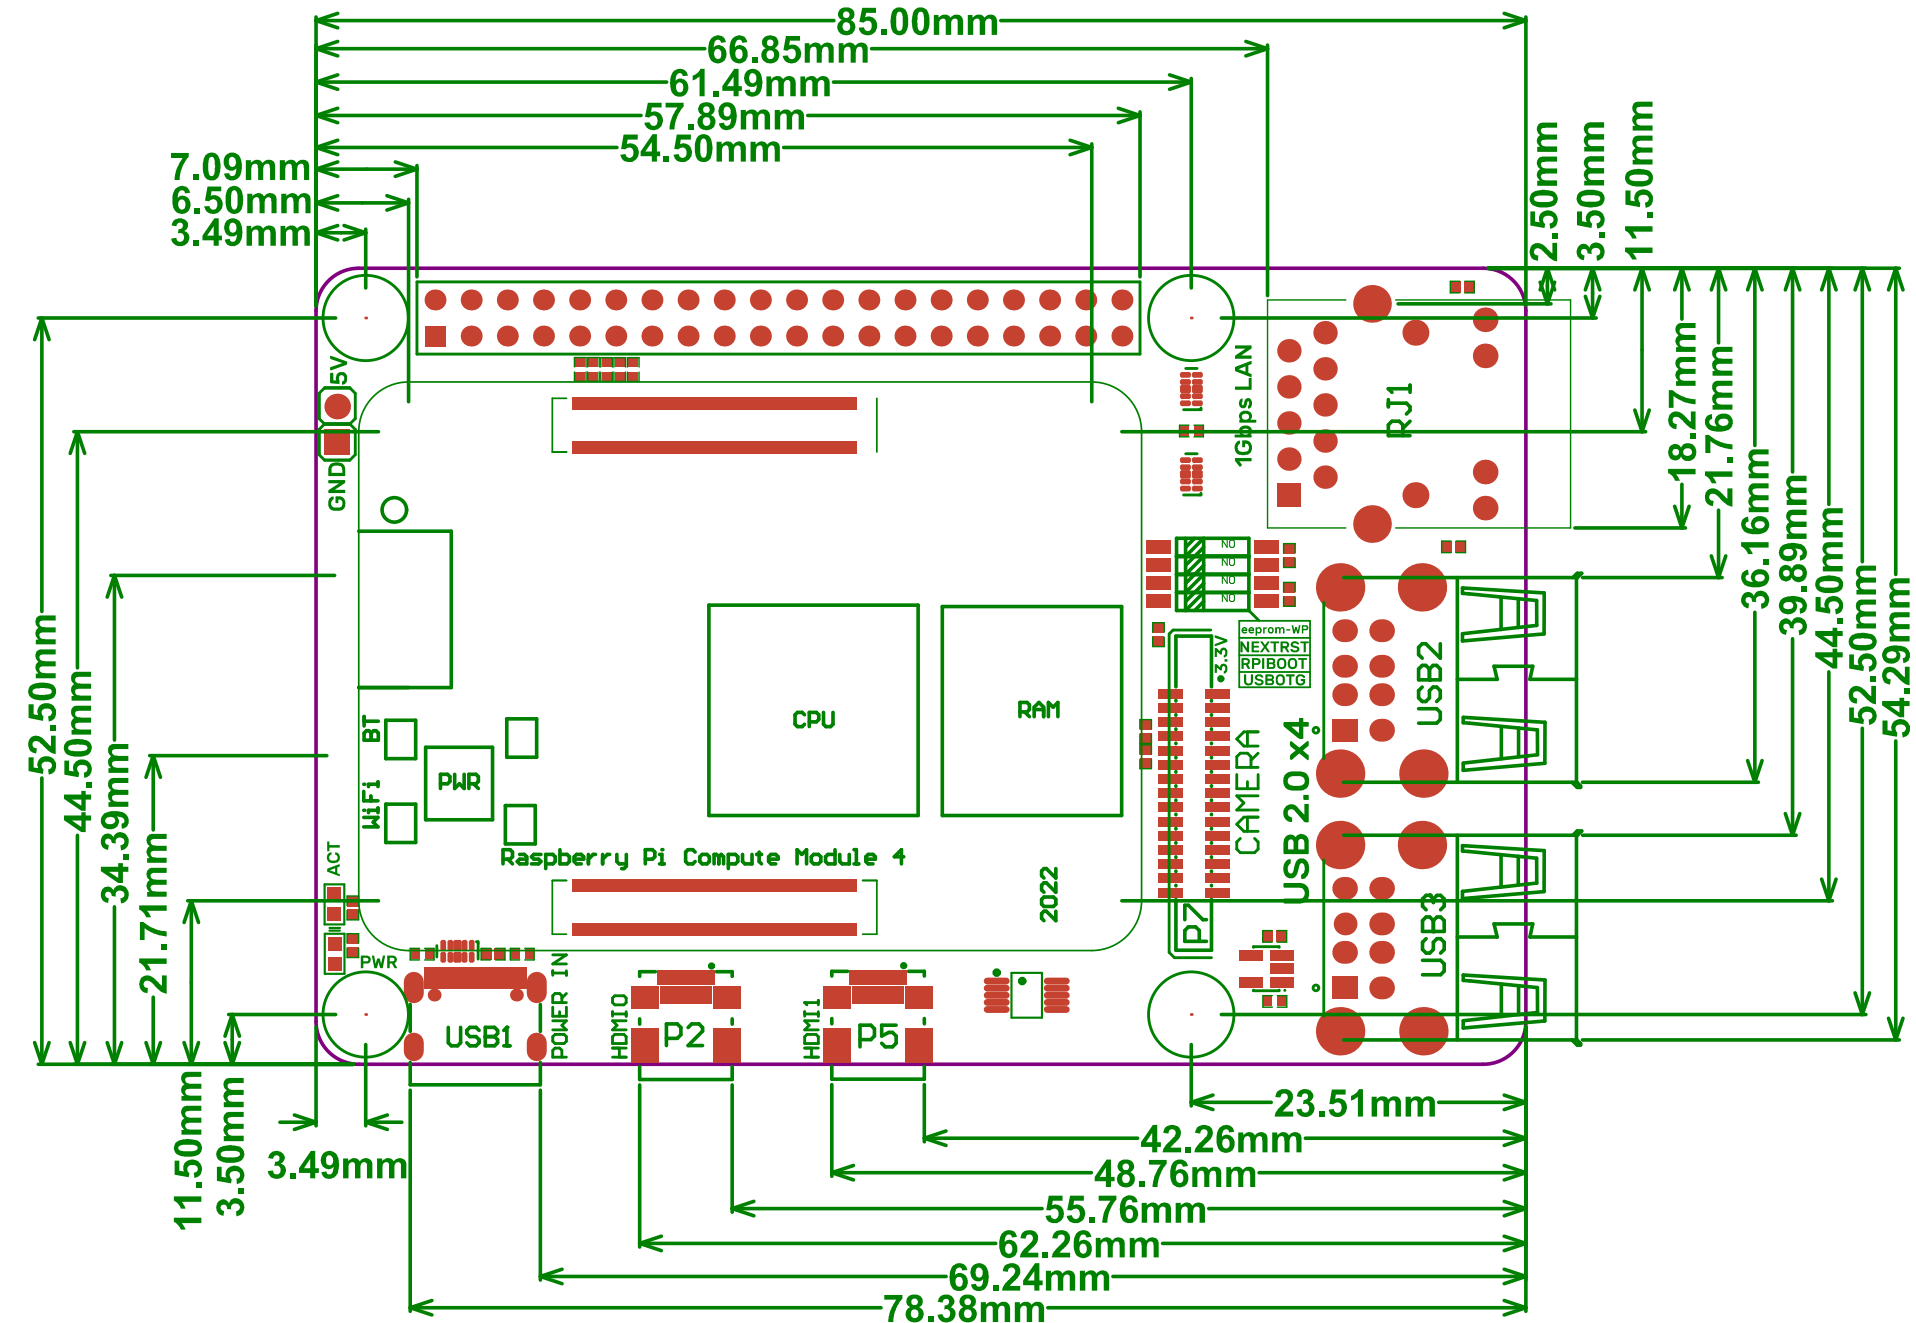 85.00mm
66.85mm
61.49mm
57.89mm
54.50mm
7.09mm
6.50mm
3.49mm
2.50mm
3.50mm
11.50mm
5V
GND
1Gbps LAN
RJ1
18.27mm
21.76mm
36.16mm
39.89mm
44.50mm
52.50mm
54.29mm
52.50mm
44.50mm
34.39mm
21.71mm
11.50mm
3.50mm
3.49mm
NO
NO
NO
NO
eeprom-WP
NEXTRST
RPIBOOT
USBOTG
3.3V
CPU
RAM
BT
WiFi
PWR
Raspberry Pi Compute Module 4
2022
CAMERA
P7
USB 2.0 x4
USB2
USB3
ACT
PWR
USB1
POWER IN
HDMI0
P2
HDMI1
P5
23.51mm
42.26mm
48.76mm
55.76mm
62.26mm
69.24mm
78.38mm